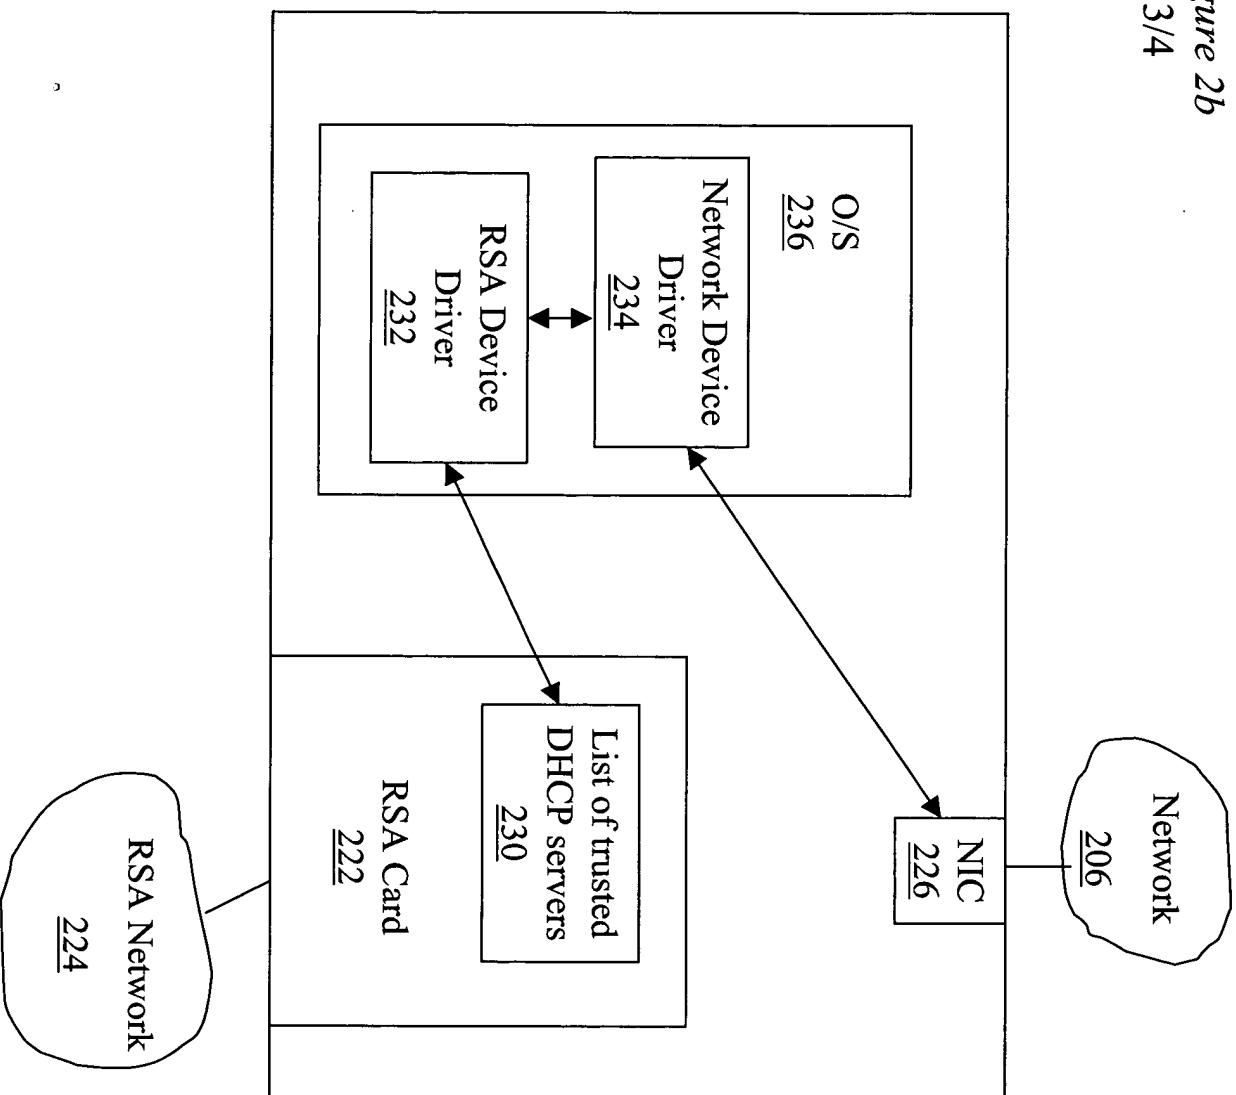 gure 2b
3/4
O/S
236
Network Device
Driver
234
RSA Device
Driver
232
Network
206
NIC
226
List of trusted
DHCP servers
230
RSA Card
222
RSA Network
224